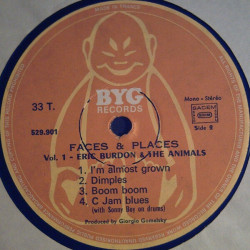 BYG
RECORDS
33 T.
Mono - Stéréo
SACEM
529.901
Side B
FACES & PLACES
Vol. 1 - ERIC BURDON & THE ANIMALS
1. I'm almost grown
2. Dimples
3. Boom boom
4. C Jam blues
(with Sonny Boy on drums)
Produced by Giorgio Gomelsky